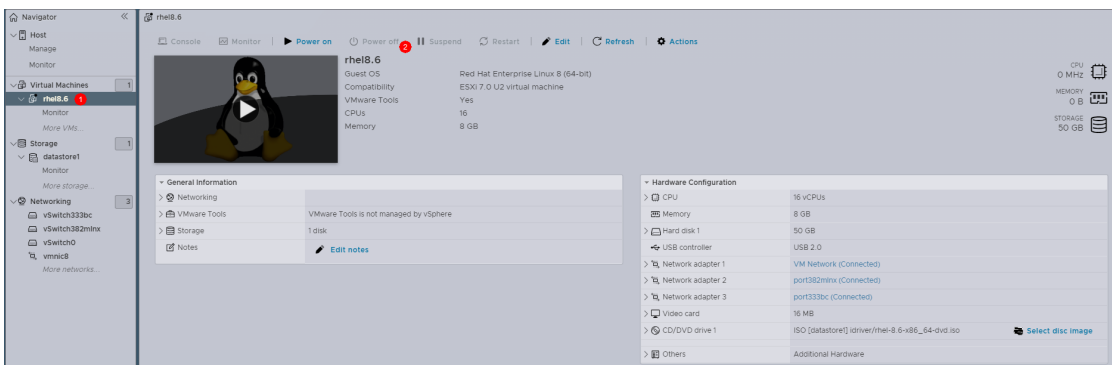 Navigator
Host
Manage
Monitor
Virtual Machines 1
rhel8.6 1
Monitor
More VMs...
Storage 1
datastore1
Monitor
More storage...
Networking 3
vSwitch333bc
vSwitch382mlnx
vSwitch0
vmnic8
More networks...
rhel8.6
Console Monitor Power on Power off 2 Suspend Restart Edit Refresh Actions
rhel8.6
Guest OS Red Hat Enterprise Linux 8 (64-bit)
Compatibility ESXi 7.0 U2 virtual machine
VMware Tools Yes
CPUs 16
Memory 8 GB
CPU
0 MHz
MEMORY
0 B
STORAGE
50 GB
General Information
Networking
VMware Tools VMware Tools is not managed by vSphere
Storage 1 disk
Notes Edit notes
Hardware Configuration
CPU 16 vCPUs
Memory 8 GB
Hard disk 1 50 GB
USB controller USB 2.0
Network adapter 1 VM Network (Connected)
Network adapter 2 port382mlnx (Connected)
Network adapter 3 port333bc (Connected)
Video card 16 MB
CD/DVD drive 1 ISO [datastore1] idriver/rhel-8.6-x86_64-dvd.iso Select disc image
Others Additional Hardware